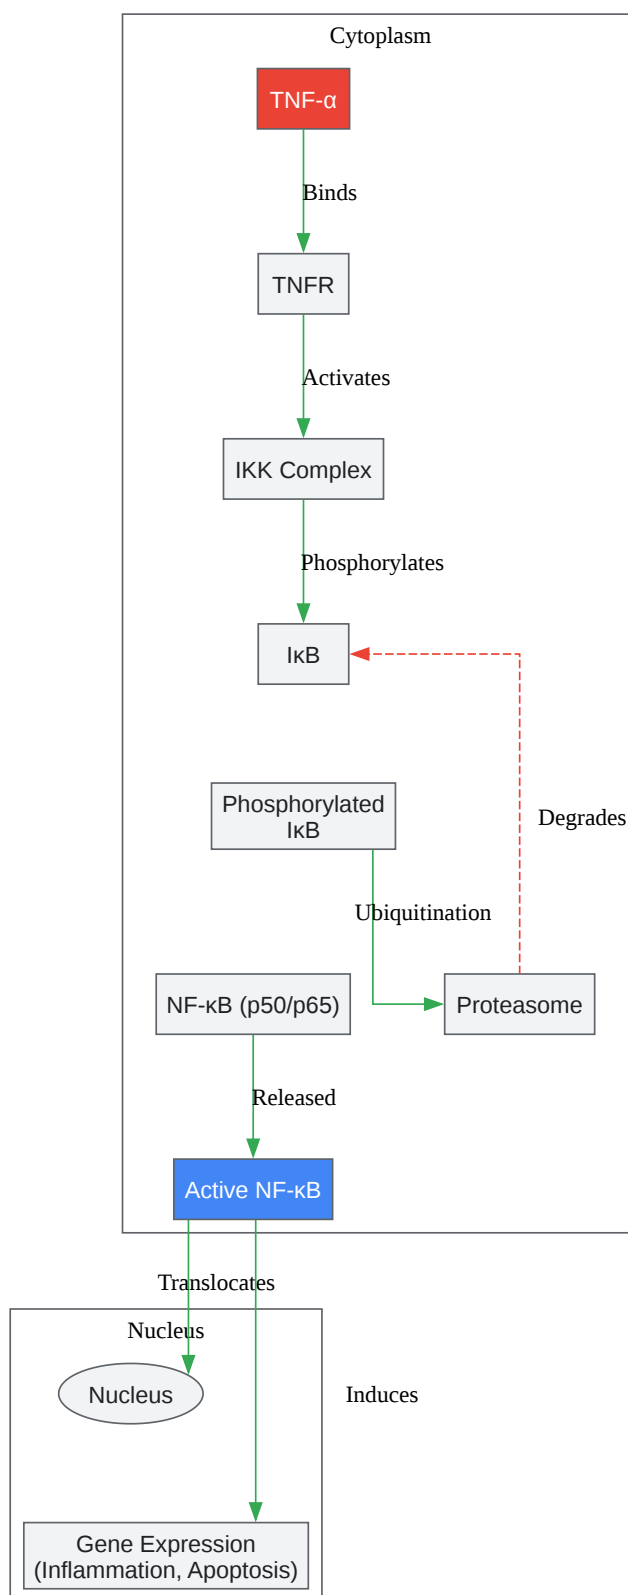 Cytoplasm
TNF-α
Binds
TNFR
Activates
IKK Complex
Phosphorylates
IκB
Phosphorylated
IκB
Degrades
Ubiquitination
NF-κB (p50/p65)
Proteasome
Released
Active NF-κB
Translocates
Nucleus
Nucleus
Induces
Gene Expression
(Inflammation, Apoptosis)